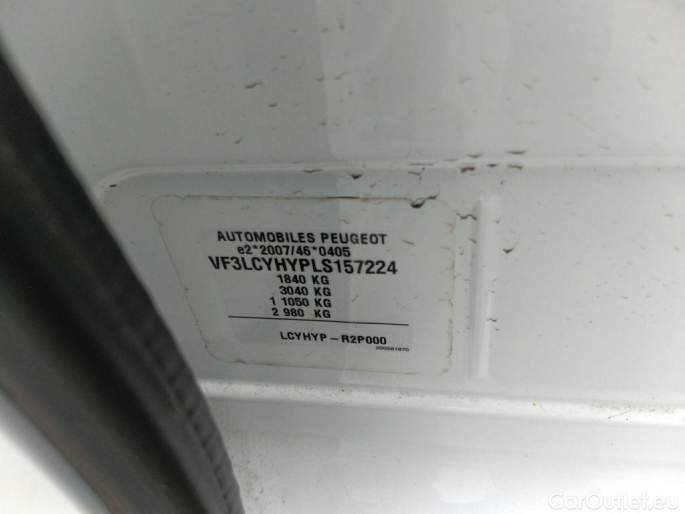 AUTOMOBILES PEUGEOT
e2*2007/46*0405
VF3LCYHYPLS157224
1840 KG
3040 KG
1 1050 KG
2 980 KG
LCYHYP-R2P000
CarOutlet.eu